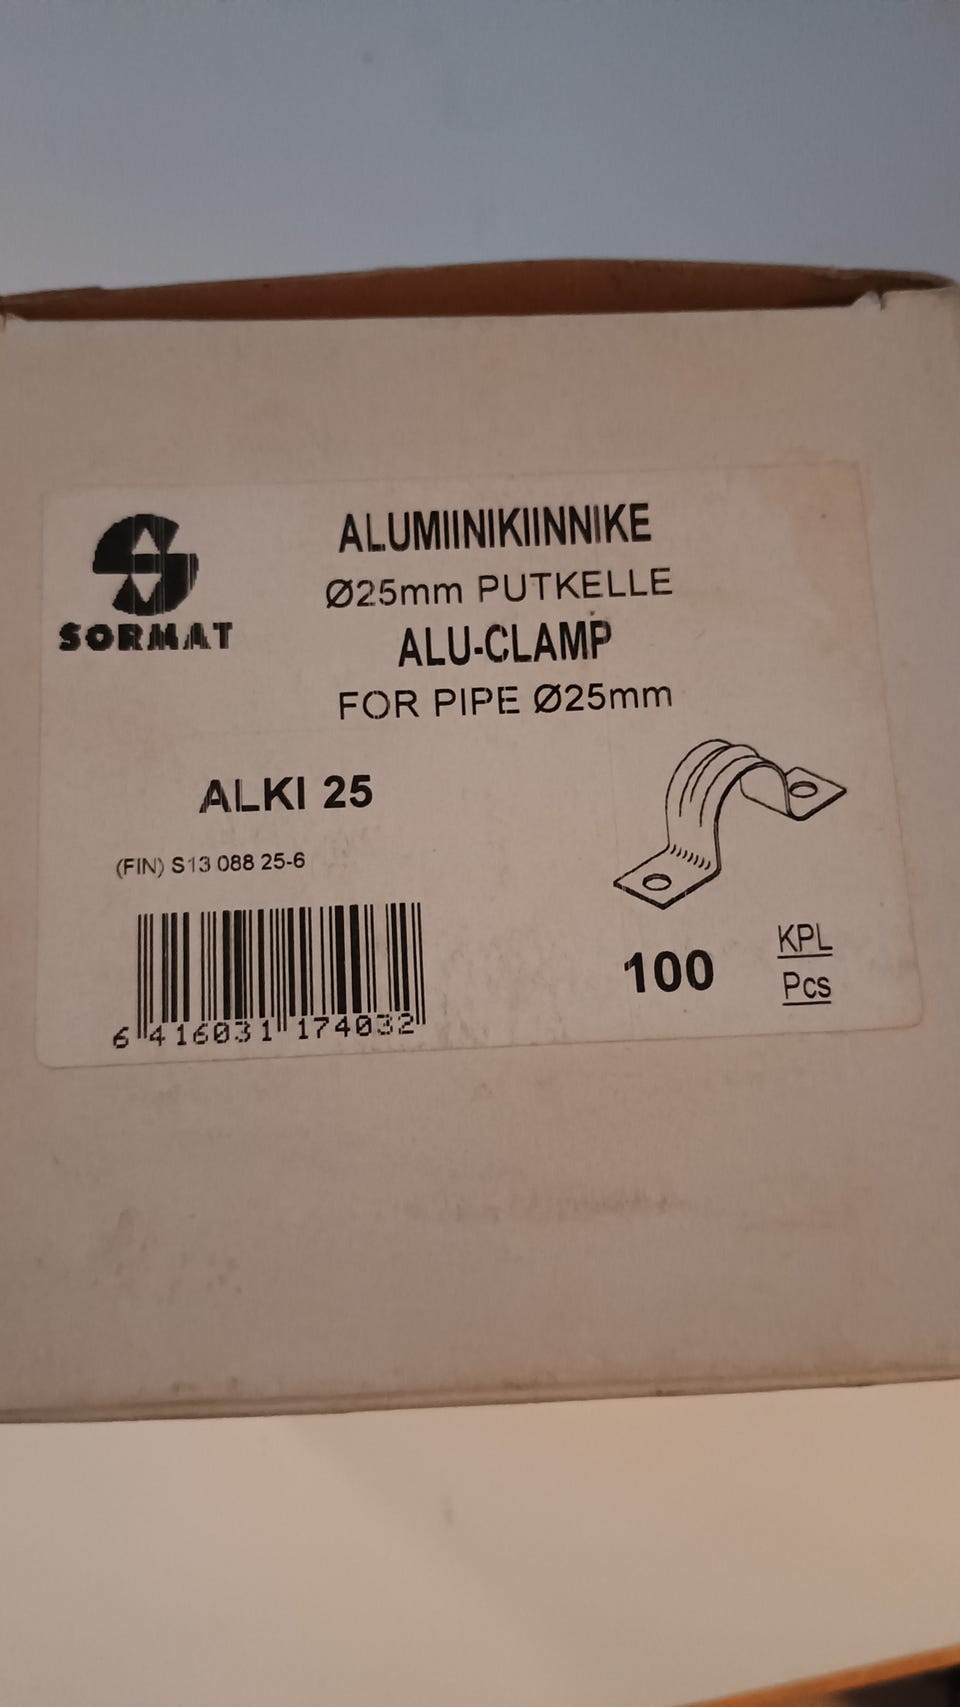 SORMAT
ALUMIINIKIINNIKE
Ø25mm PUTKELLE
ALU-CLAMP
FOR PIPE Ø25mm
ALKI 25
(FIN) S13 088 25-6
6 416031 174032
100 KPL
Pcs